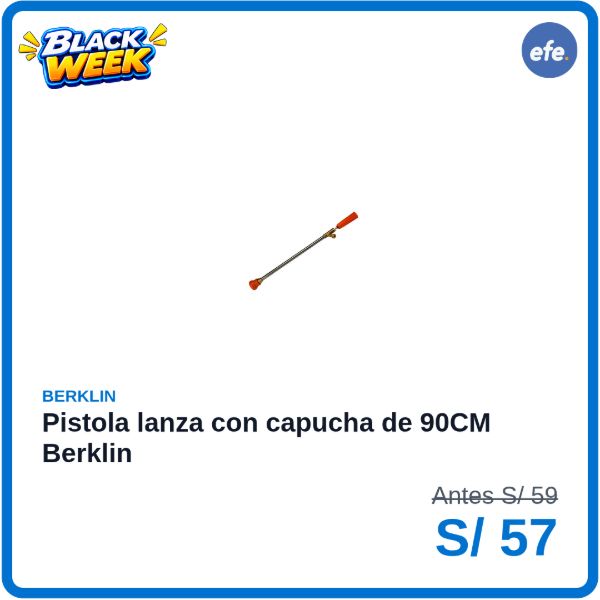 BLACK
WEEK
efe.
BERKLIN
Pistola lanza con capucha de 90CM
Berklin
Antes S/ 59
S/ 57